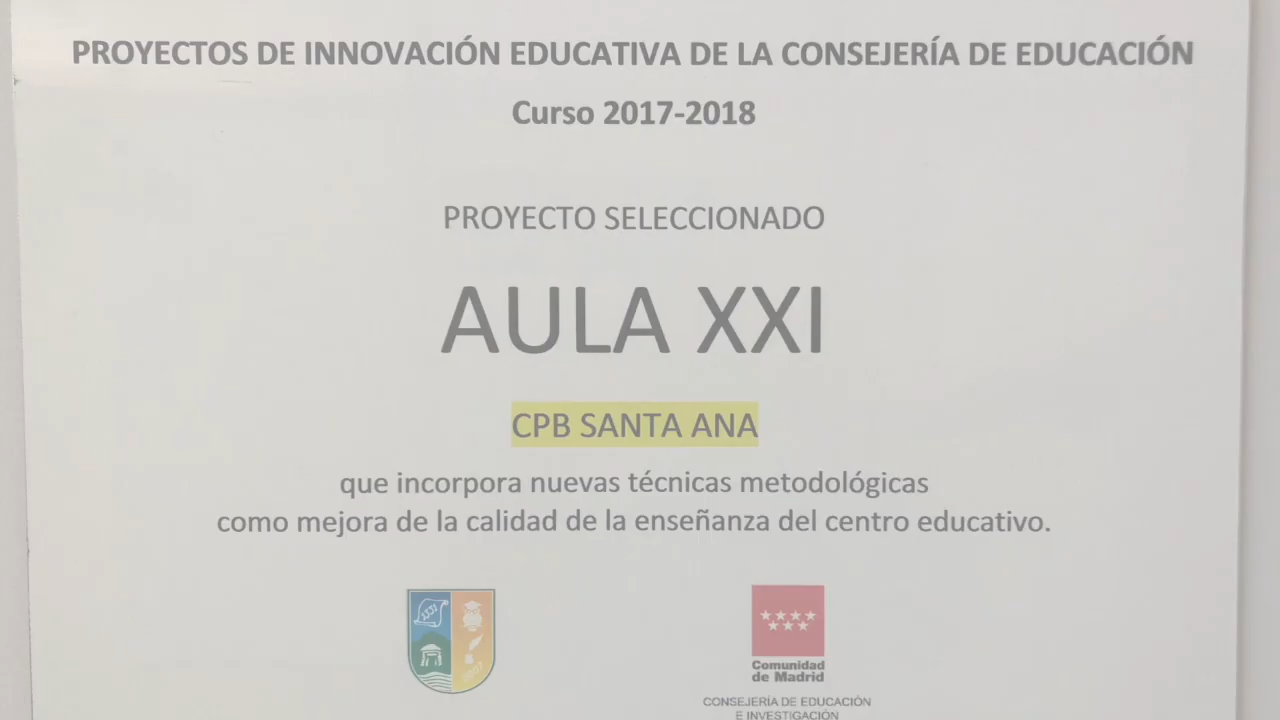 PROYECTOS DE INNOVACIÓN EDUCATIVA DE LA CONSEJERÍA DE EDUCACIÓN
Curso 2017-2018
PROYECTO SELECCIONADO
AULA XXI
CPB SANTA ANA
que incorpora nuevas técnicas metodológicas
como mejora de la calidad de la enseñanza del centro educativo.
Comunidad
de Madrid
CONSEJERÍA DE EDUCACIÓN
E INVESTIGACIÓN